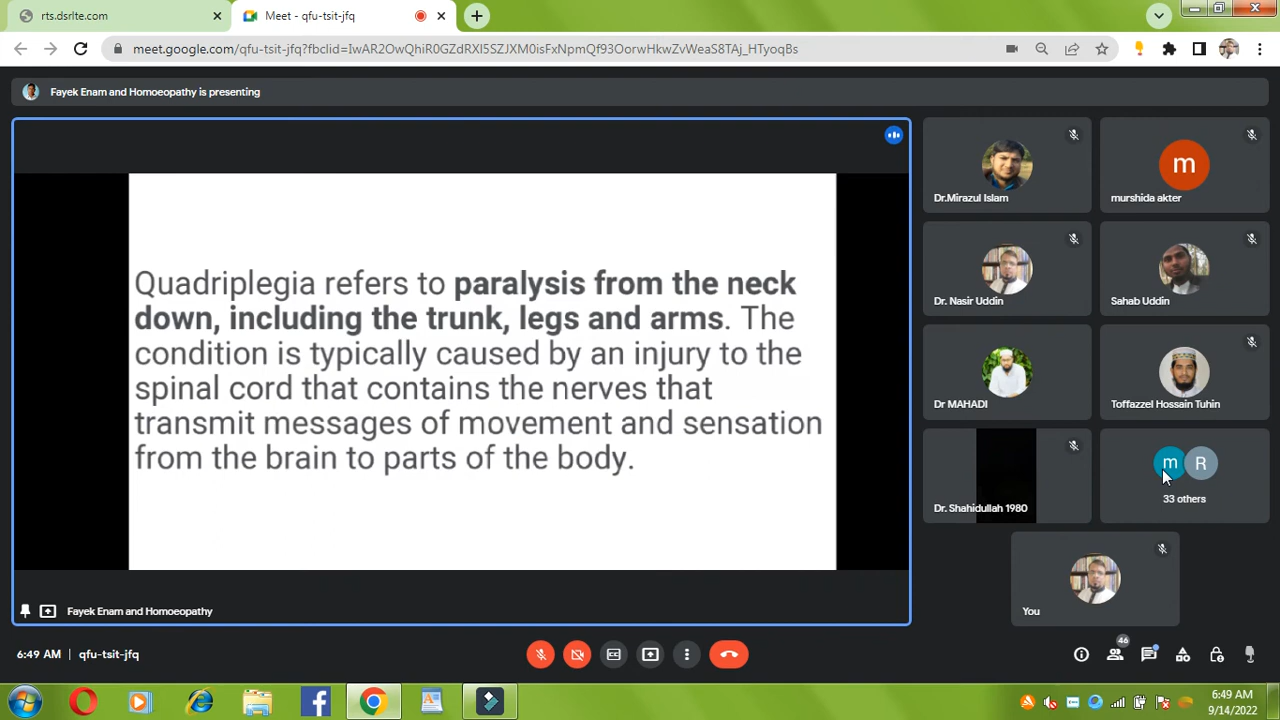 rts.dsrlte.com
Meet - qfu-tsit-jfq
meet.google.com/qfu-tsit-jfq?fbclid=IwAR2OwQhiR0GZdRXI5SZJXM0isFxNpmQf93OorwHkwZvWeaS8TAj_HTyoqBs
Fayek Enam and Homoeopathy is presenting
Quadriplegia refers to paralysis from the neck
down, including the trunk, legs and arms. The
condition is typically caused by an injury to the
spinal cord that contains the nerves that
transmit messages of movement and sensation
from the brain to parts of the body.
Fayek Enam and Homoeopathy
Dr.Mirazul Islam
m
murshida akter
Dr. Nasir Uddin
Sahab Uddin
Dr MAHADI
Toffazzel Hossain Tuhin
Dr. Shahidullah 1980
m R
33 others
You
6:49 AM | qfu-tsit-jfq
46
6:49 AM
9/14/2022